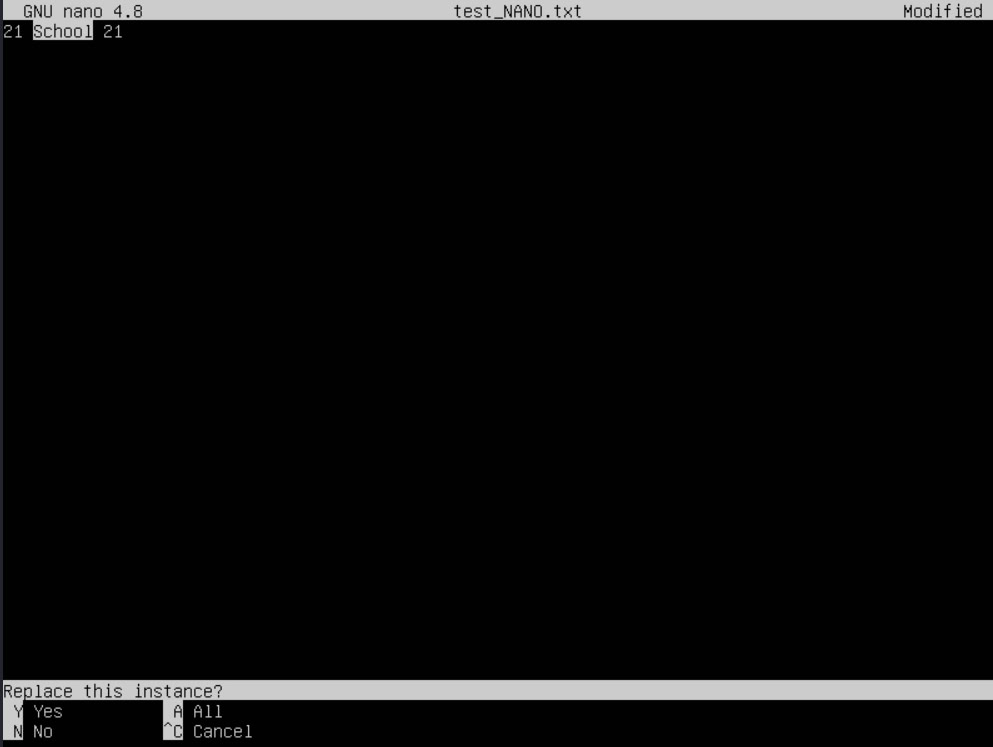 GNU nano 4.8 test_NANO.txt Modified
21 School 21
Replace this instance?
Y Yes A All
N No ^C Cancel